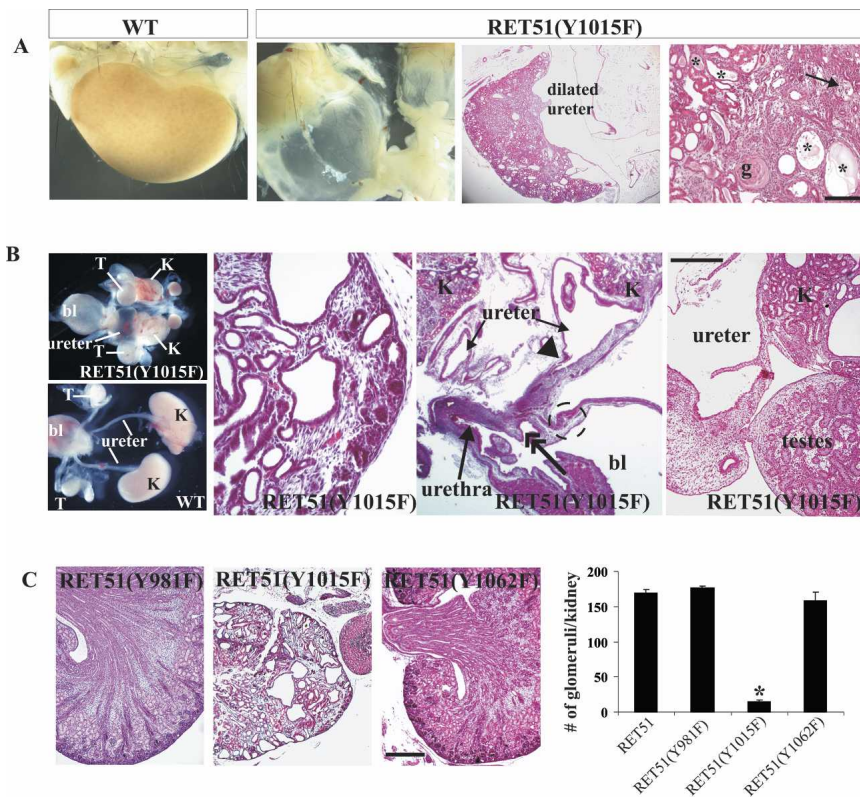 WT
RET51(Y1015F)
A
dilated
ureter
*
*
*
*
g
B
T
K
bl
ureter
T
K
RET51(Y1015F)
T
K
bl
ureter
K
T
WT
RET51(Y1015F)
K
K
ureter
bl
urethra
RET51(Y1015F)
K
ureter
testes
RET51(Y1015F)
C
RET51(Y981F)
RET51(Y1015F)
RET51(Y1062F)
# of glomeruli/kidney
200
150
100
50
0
*
RET51
RET51(Y981F)
RET51(Y1015F)
RET51(Y1062F)